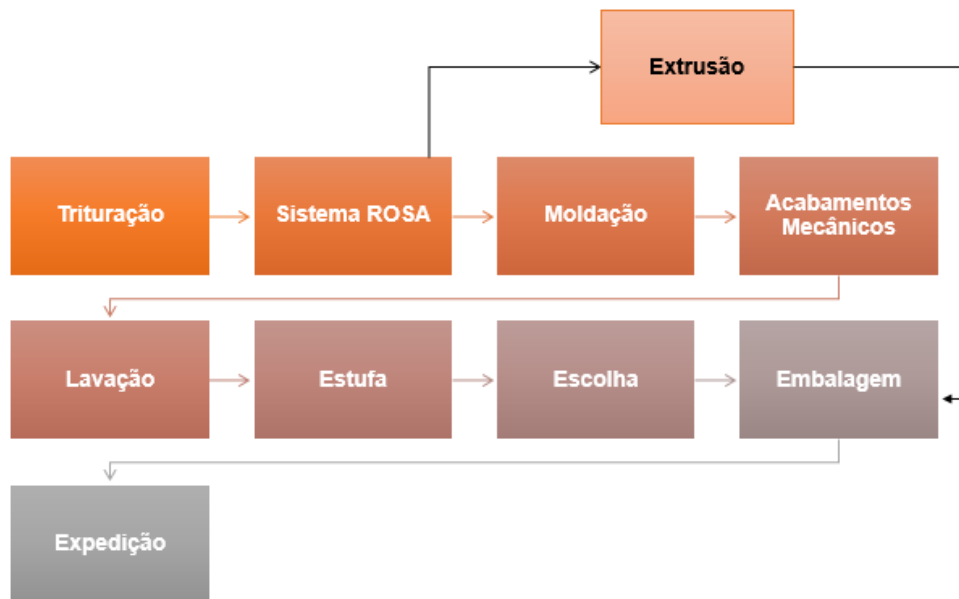 Extrusão
Trituração
Sistema ROSA
Moldação
Acabamentos
Mecânicos
Lavação
Estufa
Escolha
Embalagem
Expedição